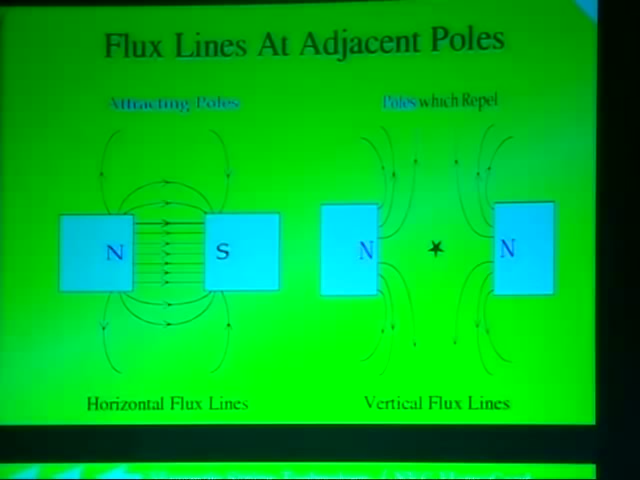 Flux Lines At Adjacent Poles
Attracting Poles
Poles which Repel
N
S
N
N
Horizontal Flux Lines
Vertical Flux Lines